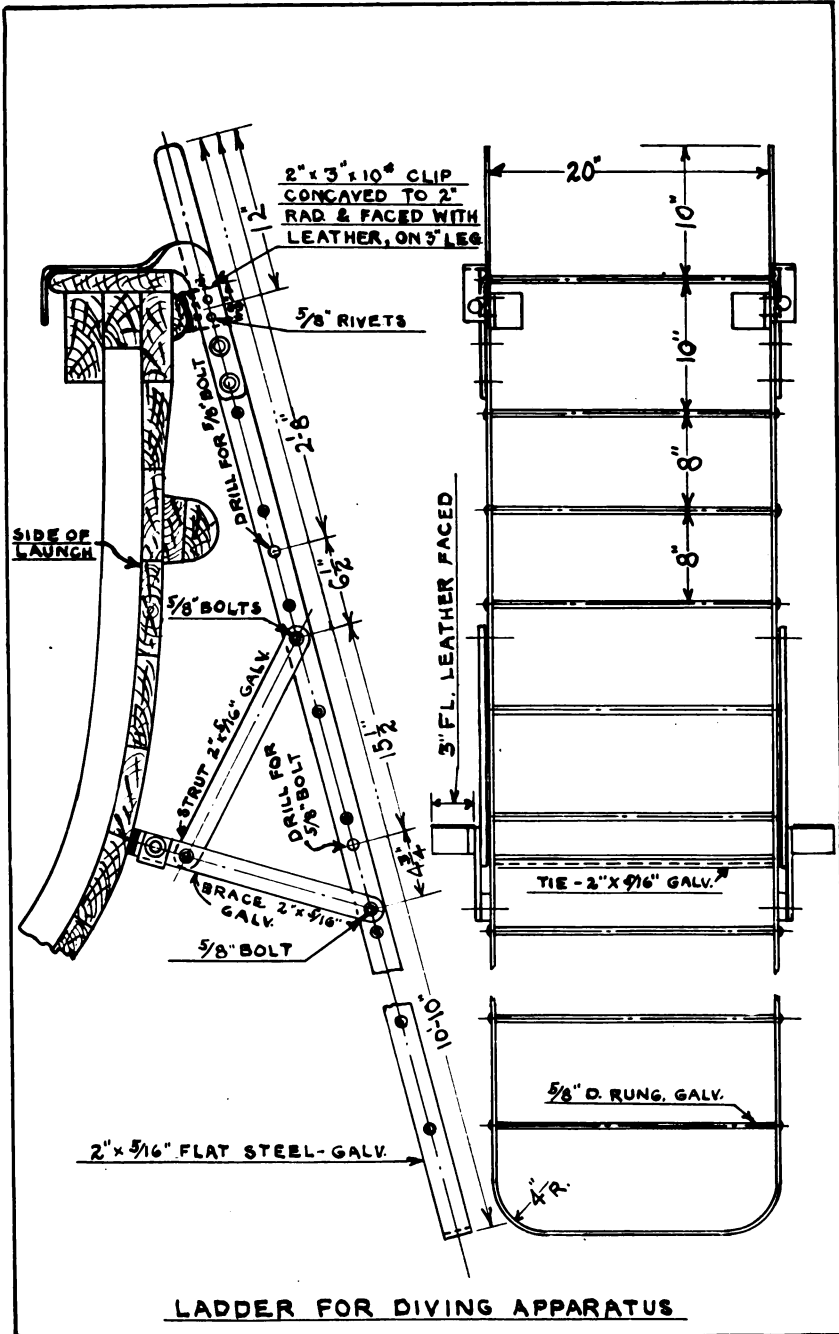 2" x 3" x 10" CLIP
CONCAVED TO 2"
RAD. & FACED WITH
LEATHER, ON 3" LEG
12"
20"
10"
5/8" RIVETS
10"
DRILL FOR 5/8" BOLT
2'-8"
8"
SIDE OF
LAUNCH
6 1/2"
8"
3" FL. LEATHER FACED
5/8" BOLTS
STRUT 2" x 5/16" GALV.
15 1/2"
DRILL FOR
5/8" BOLT
4 3/4"
BRACE 2" x 5/16"
GALV.
TIE - 2" X 5/16" GALV.
5/8" BOLT
10'-10"
5/8" D. RUNG, GALV.
2" x 5/16" FLAT STEEL - GALV.
4" R.
LADDER FOR DIVING APPARATUS